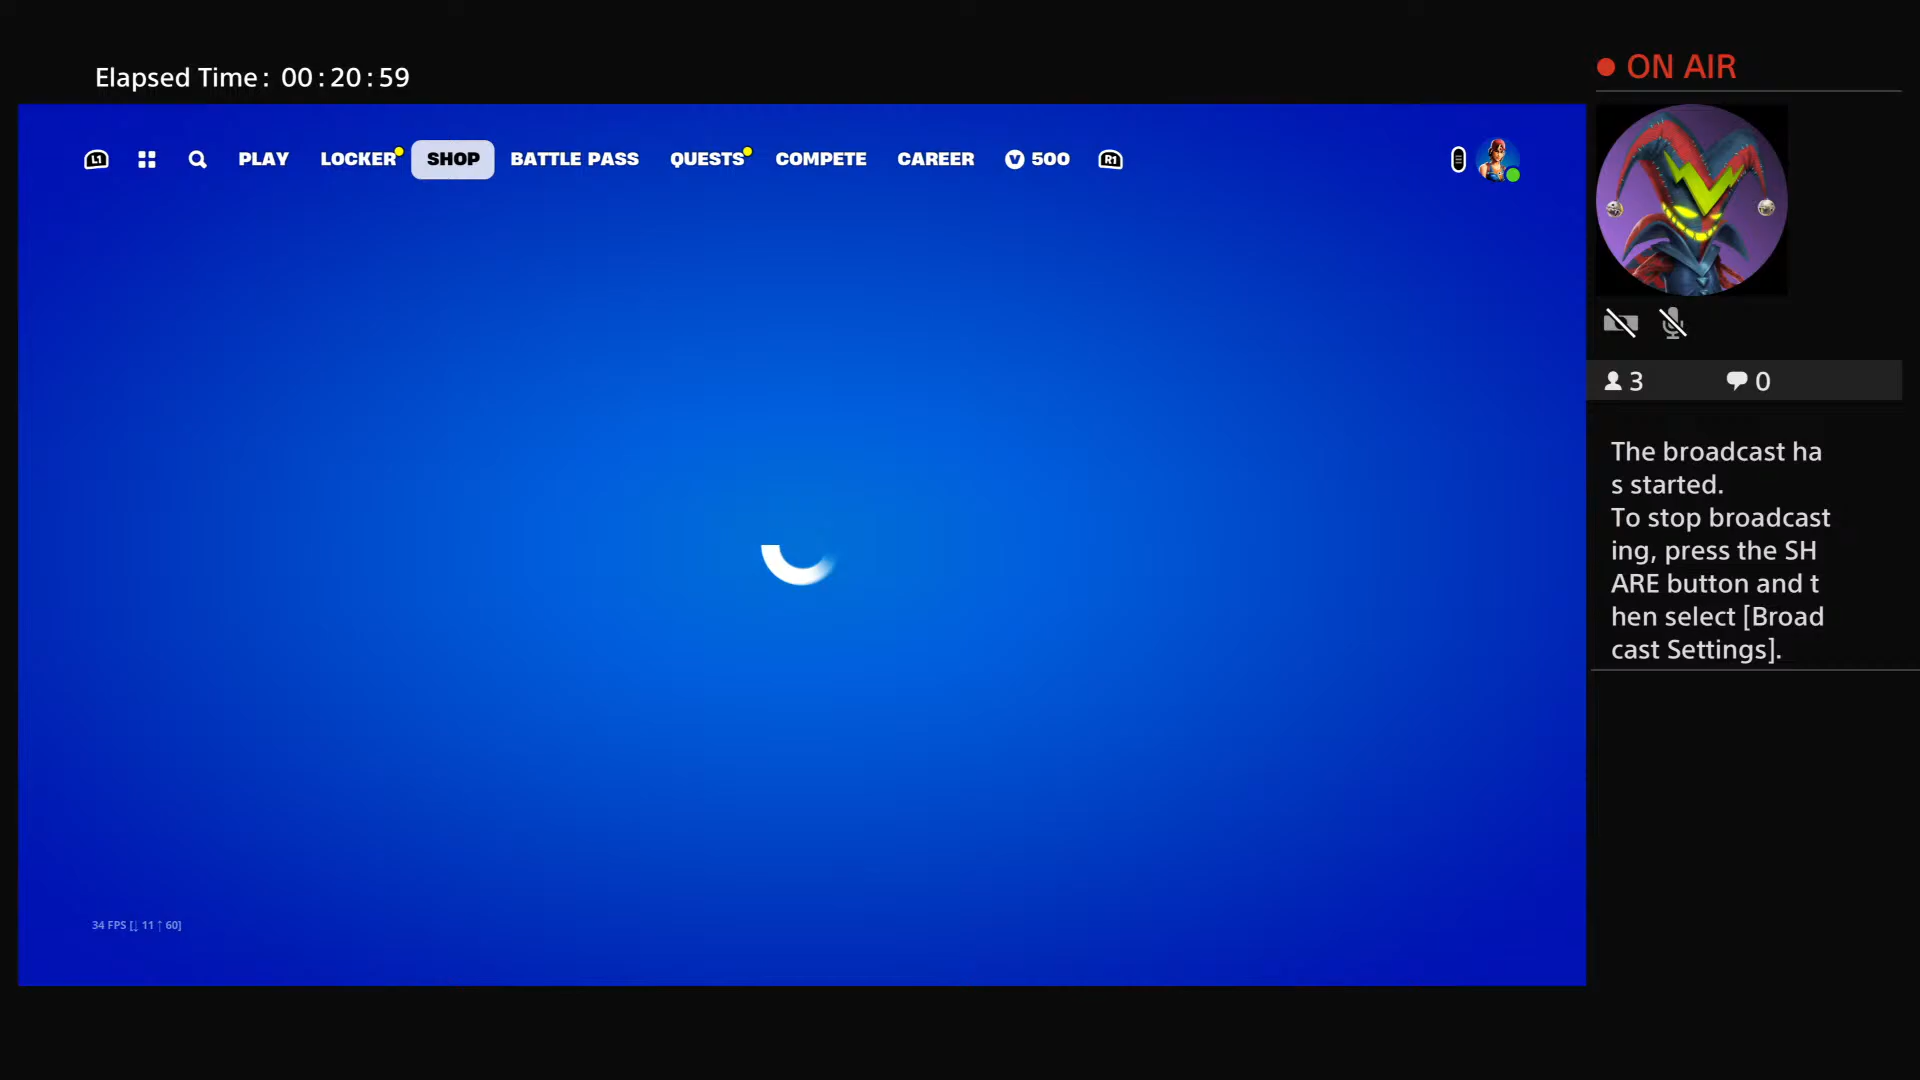 Elapsed Time: 00:20:59
ON AIR
L1 PLAY LOCKER SHOP BATTLE PASS QUESTS COMPETE CAREER V 500 R1
3 0
The broadcast ha
s started.
To stop broadcast
ing, press the SH
ARE button and t
hen select [Broad
cast Settings].
34 FPS [↓ 11 ↑ 60]